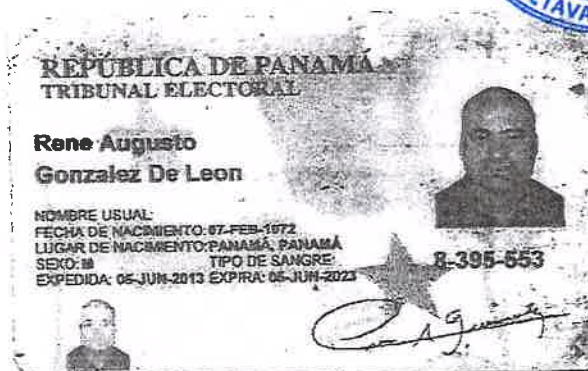 TAVA
REPÚBLICA DE PANAMÁ
TRIBUNAL ELECTORAL
Rene Augusto
Gonzalez De Leon
NOMBRE USUAL:
FECHA DE NACIMIENTO: 07-FEB-1972
LUGAR DE NACIMIENTO: PANAMÁ, PANAMÁ
SEXO: M TIPO DE SANGRE:
EXPEDIDA: 05-JUN-2013 EXPIRA: 05-JUN-2023
8-395-553